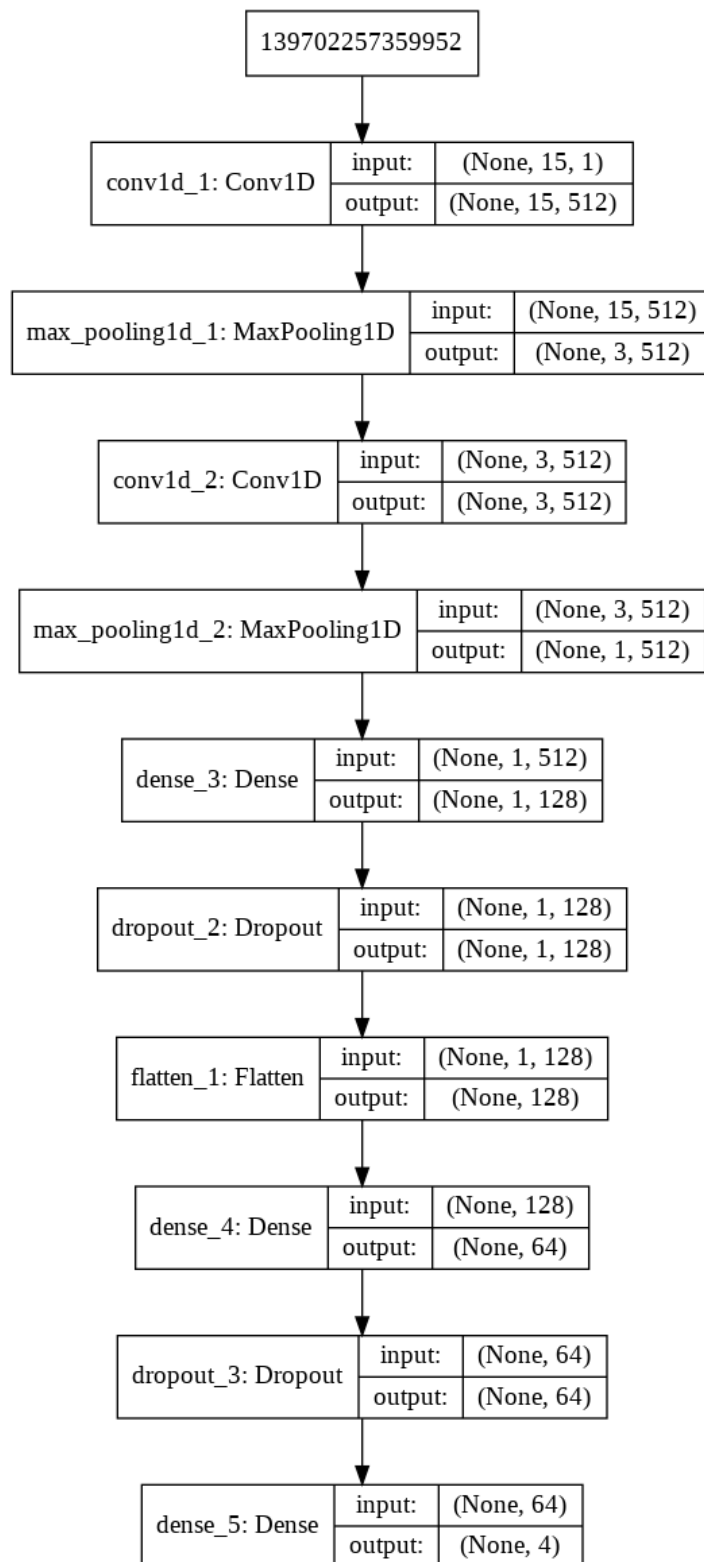 139702257359952
conv1d_1: Conv1D
input: (None, 15, 1)
output: (None, 15, 512)
max_pooling1d_1: MaxPooling1D
input: (None, 15, 512)
output: (None, 3, 512)
conv1d_2: Conv1D
input: (None, 3, 512)
output: (None, 3, 512)
max_pooling1d_2: MaxPooling1D
input: (None, 3, 512)
output: (None, 1, 512)
dense_3: Dense
input: (None, 1, 512)
output: (None, 1, 128)
dropout_2: Dropout
input: (None, 1, 128)
output: (None, 1, 128)
flatten_1: Flatten
input: (None, 1, 128)
output: (None, 128)
dense_4: Dense
input: (None, 128)
output: (None, 64)
dropout_3: Dropout
input: (None, 64)
output: (None, 64)
dense_5: Dense
input: (None, 64)
output: (None, 4)